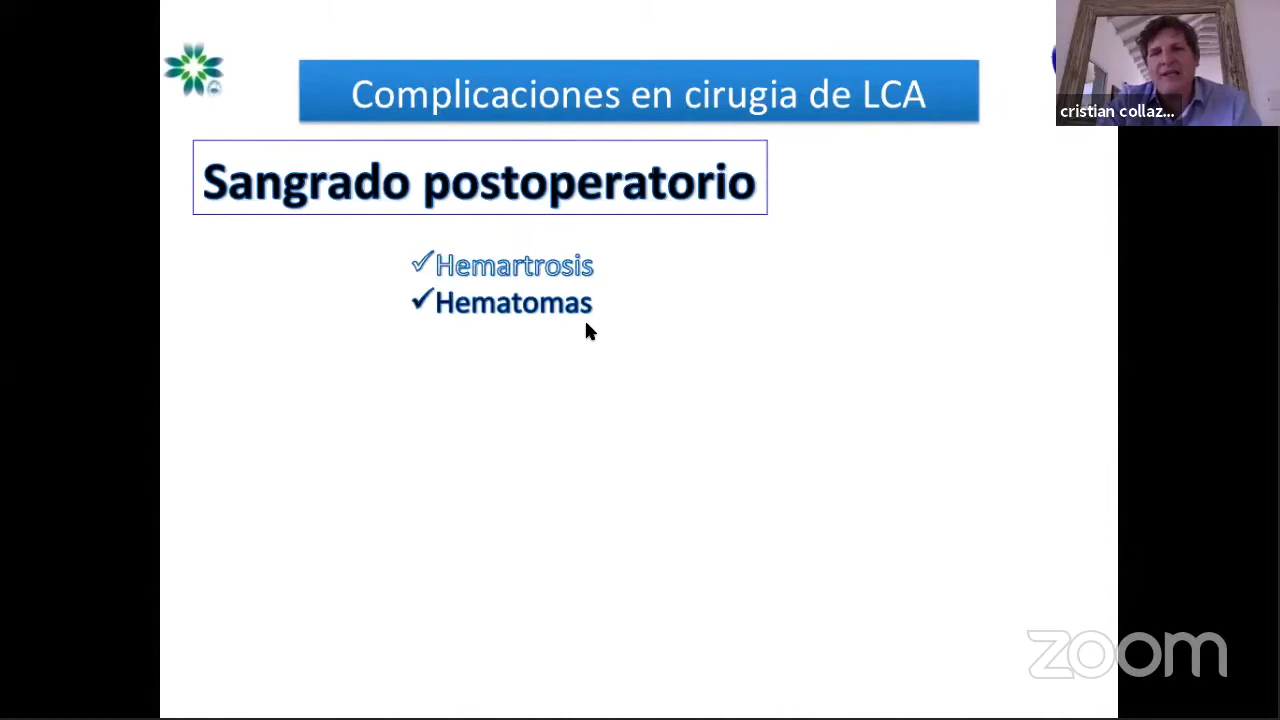 Complicaciones en cirugia de LCA
cristian collaz...
Sangrado postoperatorio
✓Hemartrosis
✓Hematomas
zoom